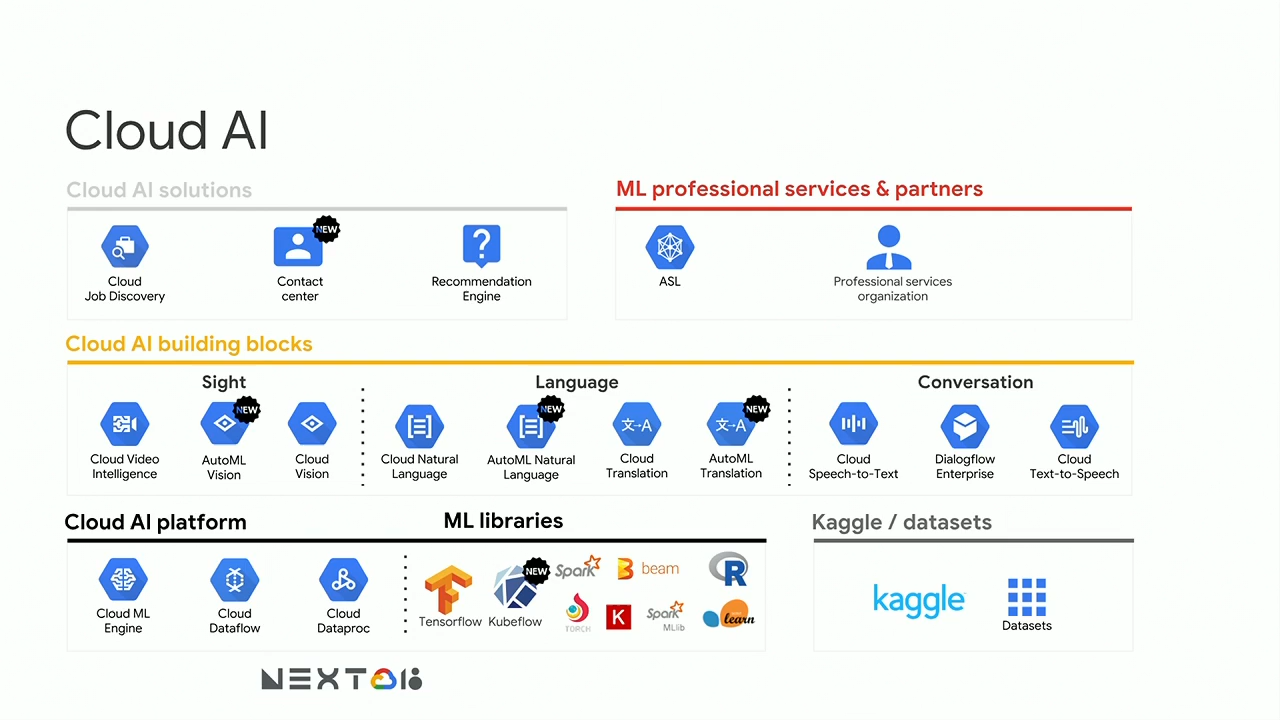 Cloud AI
Cloud AI solutions
NEW
Cloud
Job Discovery
Contact
center
Recommendation
Engine
ML professional services & partners
ASL
Professional services
organization
Cloud AI building blocks
Sight
Cloud Video
Intelligence
NEW
AutoML
Vision
Cloud
Vision
Language
Cloud Natural
Language
NEW
AutoML Natural
Language
文→A
Cloud
Translation
文→A
NEW
AutoML
Translation
Conversation
Cloud
Speech-to-Text
Dialogflow
Enterprise
Cloud
Text-to-Speech
Cloud AI platform
Cloud ML
Engine
Cloud
Dataflow
Cloud
Dataproc
ML libraries
Tensorflow
NEW
Kubeflow
Spark
beam
R
TORCH
K
Spark
MLlib
learn
Kaggle / datasets
kaggle
Datasets
NEXT 18